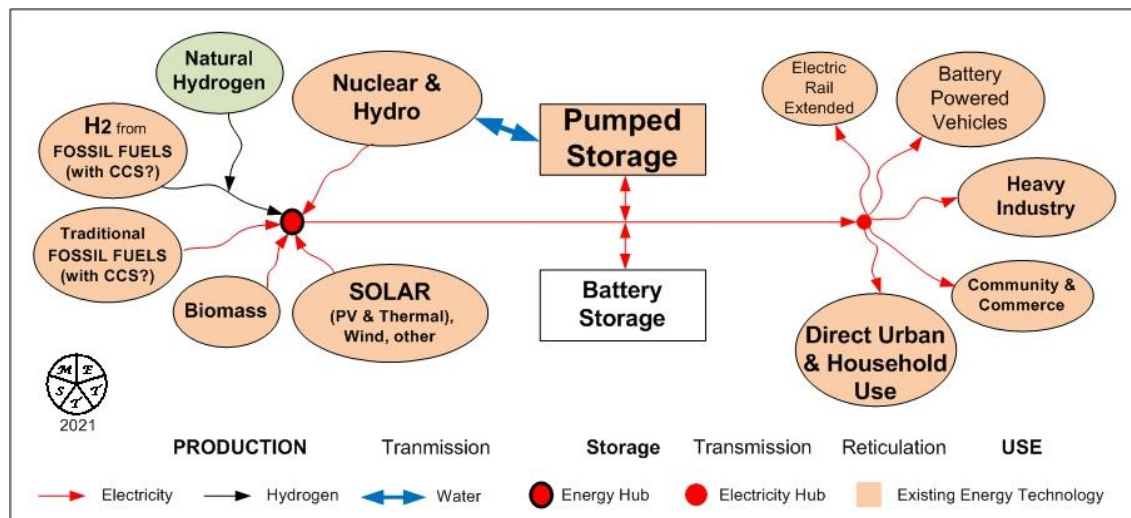 Natural
Hydrogen
Nuclear &
Hydro
H2 from
FOSSIL FUELS
(with CCS?)
Traditional
FOSSIL FUELS
(with CCS?)
Biomass
SOLAR
(PV & Thermal),
Wind, other
Pumped
Storage
Battery
Storage
Electric
Rail
Extended
Battery
Powered
Vehicles
Heavy
Industry
Community &
Commerce
Direct Urban
& Household
Use
M E
S T
T
2021
PRODUCTION Tranmission Storage Transmission Reticulation USE
Electricity Hydrogen Water Energy Hub Electricity Hub Existing Energy Technology